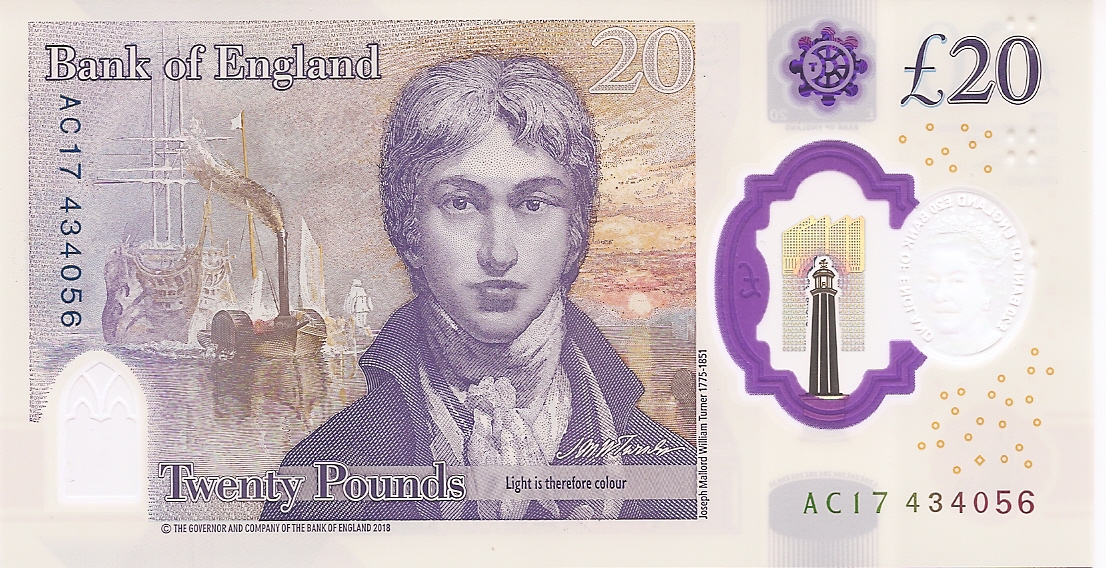 Bank of England
20
£20
AC17 434056
Twenty Pounds
Light is therefore colour
Joseph Mallord William Turner 1775-1851
© THE GOVERNOR AND COMPANY OF THE BANK OF ENGLAND 2018
AC17 434056